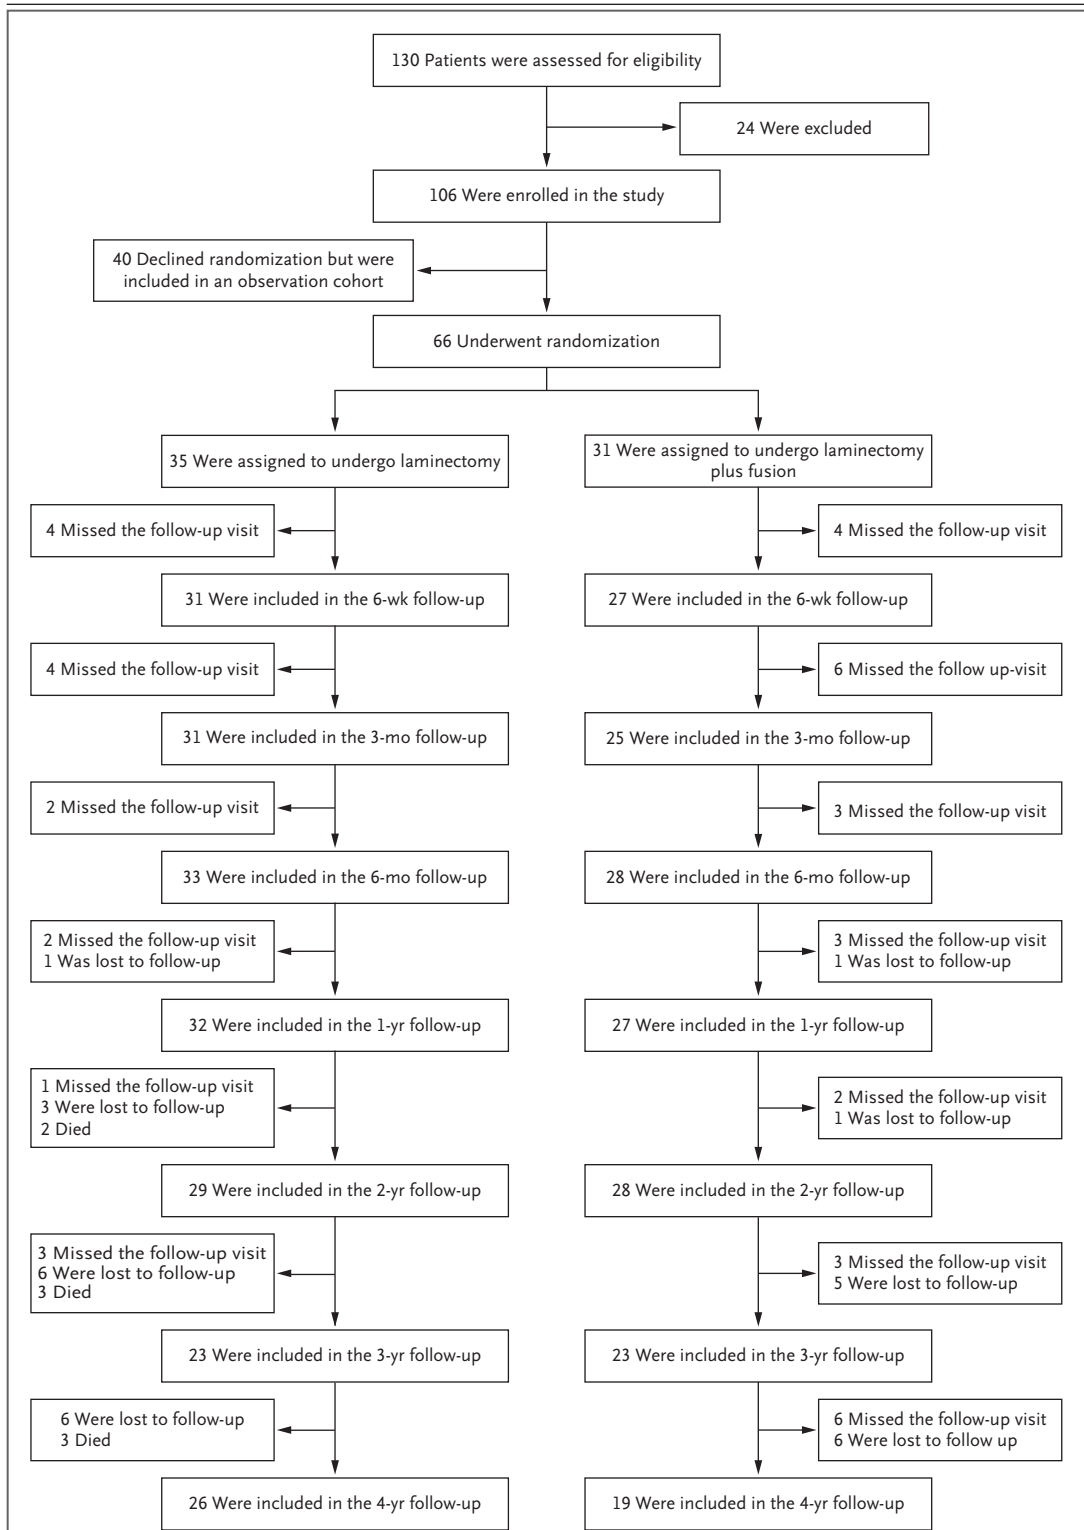 130 Patients were assessed for eligibility
24 Were excluded
106 Were enrolled in the study
40 Declined randomization but were
included in an observation cohort
66 Underwent randomization
35 Were assigned to undergo laminectomy
31 Were assigned to undergo laminectomy
plus fusion
4 Missed the follow-up visit
4 Missed the follow-up visit
31 Were included in the 6-wk follow-up
27 Were included in the 6-wk follow-up
4 Missed the follow-up visit
6 Missed the follow up-visit
31 Were included in the 3-mo follow-up
25 Were included in the 3-mo follow-up
2 Missed the follow-up visit
3 Missed the follow-up visit
33 Were included in the 6-mo follow-up
28 Were included in the 6-mo follow-up
2 Missed the follow-up visit
1 Was lost to follow-up
3 Missed the follow-up visit
1 Was lost to follow-up
32 Were included in the 1-yr follow-up
27 Were included in the 1-yr follow-up
1 Missed the follow-up visit
3 Were lost to follow-up
2 Died
2 Missed the follow-up visit
1 Was lost to follow-up
29 Were included in the 2-yr follow-up
28 Were included in the 2-yr follow-up
3 Missed the follow-up visit
6 Were lost to follow-up
3 Died
3 Missed the follow-up visit
5 Were lost to follow-up
23 Were included in the 3-yr follow-up
23 Were included in the 3-yr follow-up
6 Were lost to follow-up
3 Died
6 Missed the follow-up visit
6 Were lost to follow up
26 Were included in the 4-yr follow-up
19 Were included in the 4-yr follow-up